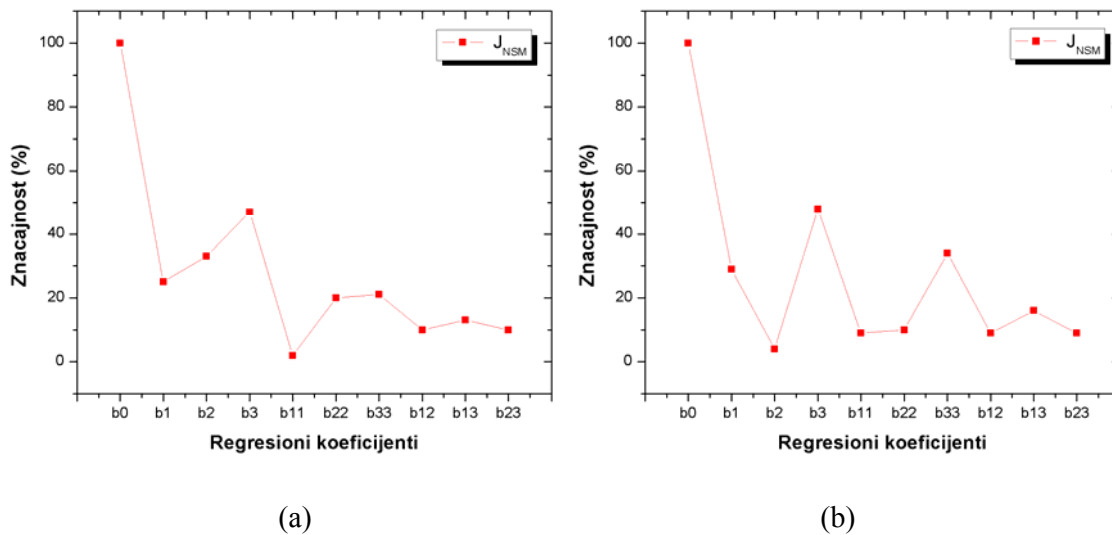 J_NSM
100
80
60
40
20
0
Znacajnost (%)
b0 b1 b2 b3 b11 b22 b33 b12 b13 b23
Regresioni koeficijenti
(a)
J_NSM
100
80
60
40
20
0
Znacajnost (%)
b0 b1 b2 b3 b11 b22 b33 b12 b13 b23
Regresioni koeficijenti
(b)